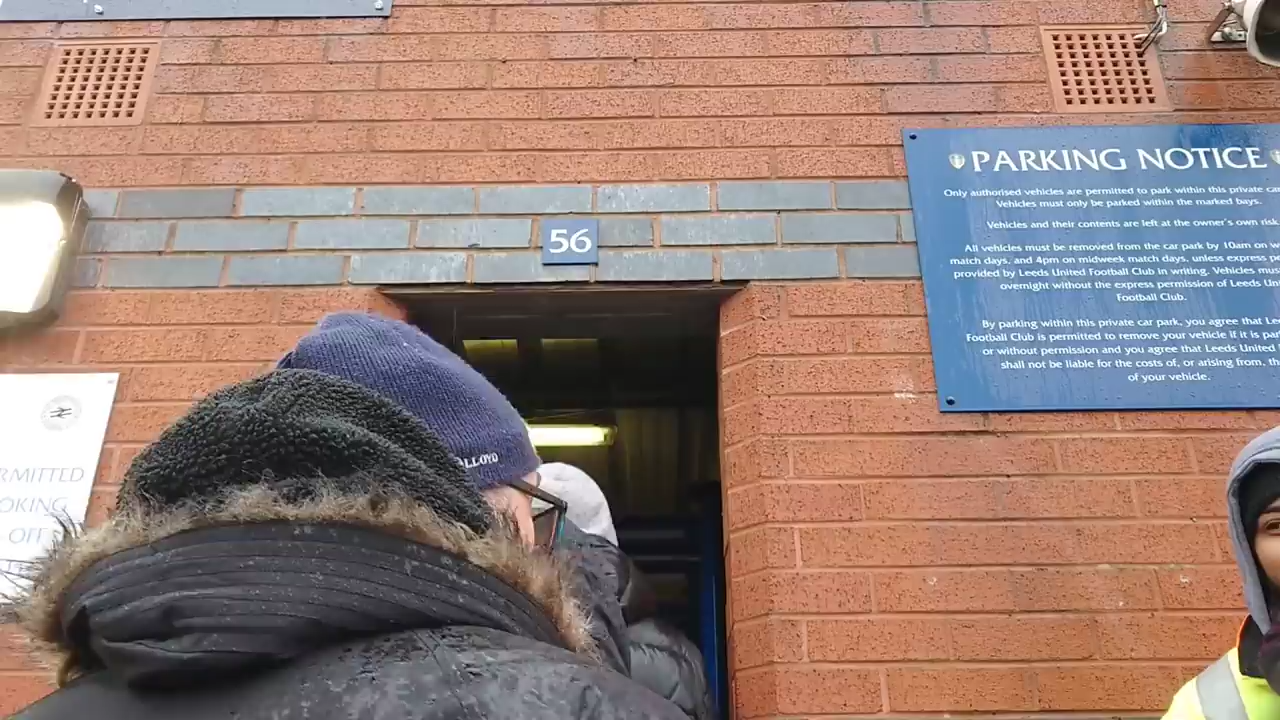 PARKING NOTICE
Only authorised vehicles are permitted to park within this private car
Vehicles must only be parked within the marked bays.
Vehicles and their contents are left at the owner's own risk
All vehicles must be removed from the car park by 10am on
match days, and 4pm on midweek match days, unless express
provided by Leeds United Football Club in writing. Vehicles must
overnight without the express permission of Leeds
Football Club.
By parking within this private car park, you agree that
Football Club is permitted to remove your vehicle if it is
or without permission and you agree that Leeds United
shall not be liable for the costs of, or arising from,
of your vehicle.
56
LLOYD
RMITTED
OKING
OFF